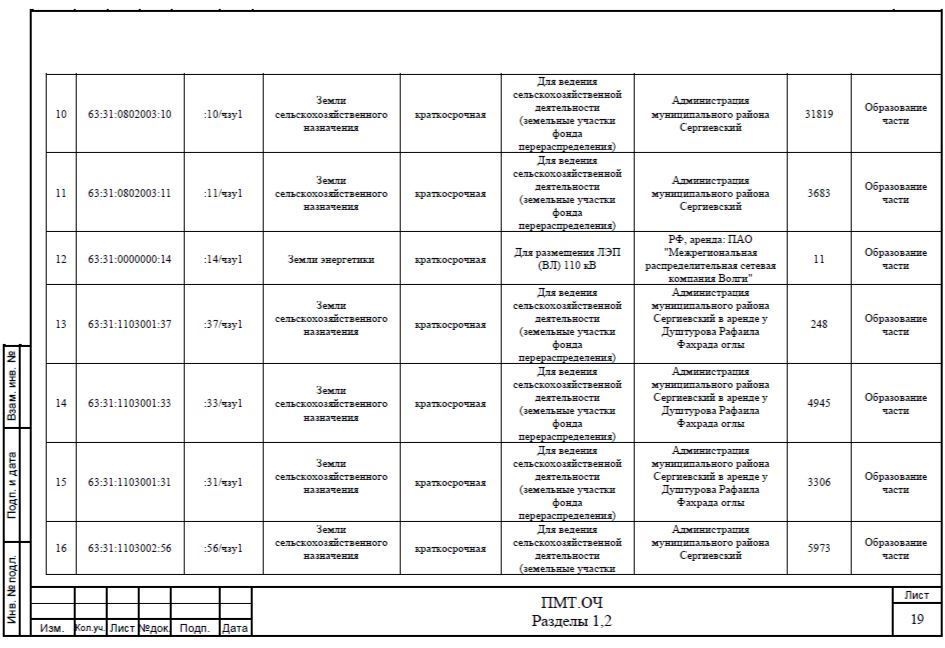 10 63:31:0802003:10 :10/чзу1 Земли сельскохозяйственного назначения краткосрочная Для ведения сельскохозяйственной деятельности (земельные участки фонда перераспределения) Администрация муниципального района Сергиевский 31819 Образование части
11 63:31:0802003:11 :11/чзу1 Земли сельскохозяйственного назначения краткосрочная Для ведения сельскохозяйственной деятельности (земельные участки фонда перераспределения) Администрация муниципального района Сергиевский 3683 Образование части
12 63:31:0000000:14 :14/чзу1 Земли энергетики краткосрочная Для размещения ЛЭП (ВЛ) 110 кВ РФ, аренда: ПАО "Межрегиональная распределительная сетевая компания Волги" 11 Образование части
13 63:31:1103001:37 :37/чзу1 Земли сельскохозяйственного назначения краткосрочная Для ведения сельскохозяйственной деятельности (земельные участки фонда перераспределения) Администрация муниципального района Сергиевский в аренде у Душтурова Рафаила Фахрада оглы 248 Образование части
14 63:31:1103001:33 :33/чзу1 Земли сельскохозяйственного назначения краткосрочная Для ведения сельскохозяйственной деятельности (земельные участки фонда перераспределения) Администрация муниципального района Сергиевский в аренде у Душтурова Рафаила Фахрада оглы 4945 Образование части
15 63:31:1103001:31 :31/чзу1 Земли сельскохозяйственного назначения краткосрочная Для ведения сельскохозяйственной деятельности (земельные участки фонда перераспределения) Администрация муниципального района Сергиевский в аренде у Душтурова Рафаила Фахрада оглы 3306 Образование части
16 63:31:1103002:56 :56/чзу1 Земли сельскохозяйственного назначения краткосрочная Для ведения сельскохозяйственной деятельности (земельные участки Администрация муниципального района Сергиевский 5973 Образование части
Взам. инв. №
Подп. и дата
Инв. № подл.
Изм. Кол.уч. Лист №док. Подп. Дата
ПМТ.ОЧ
Разделы 1,2
Лист
19